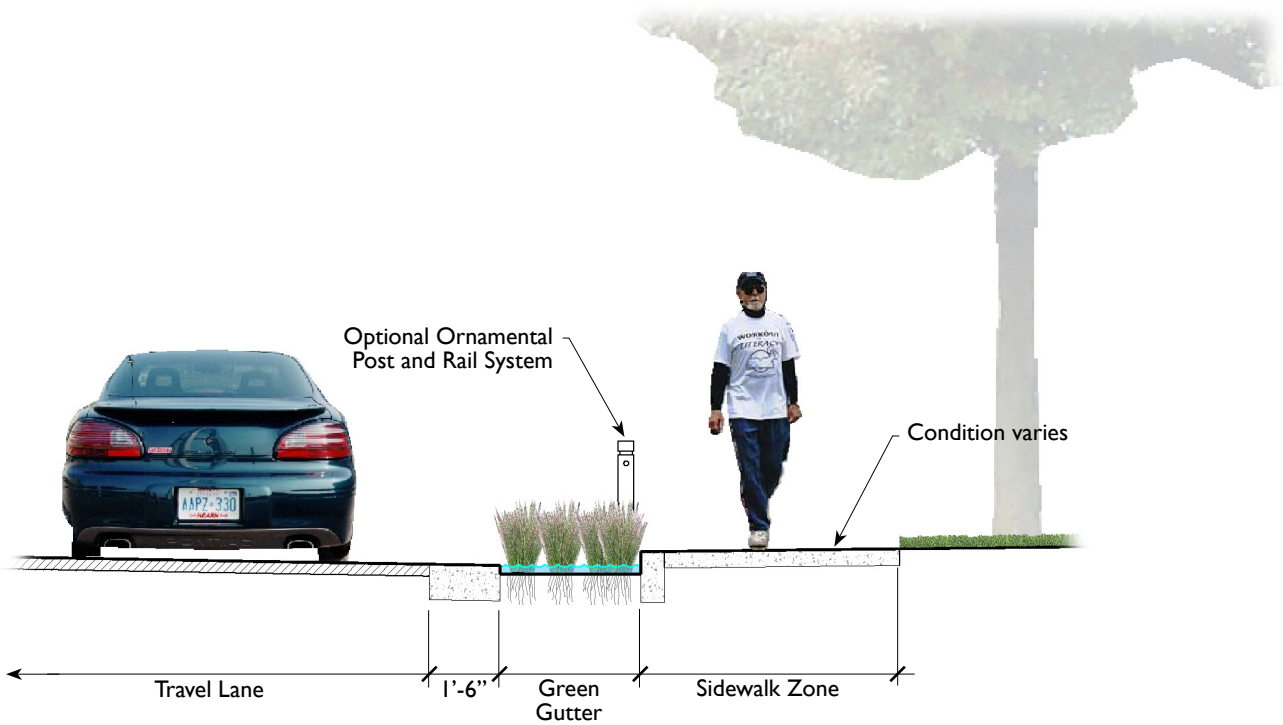 Optional Ornamental
Post and Rail System
WORKOUT
LITERACY
Condition varies
AAPZ·330
PONTIAC
Travel Lane
1’-6”
Green
Gutter
Sidewalk Zone